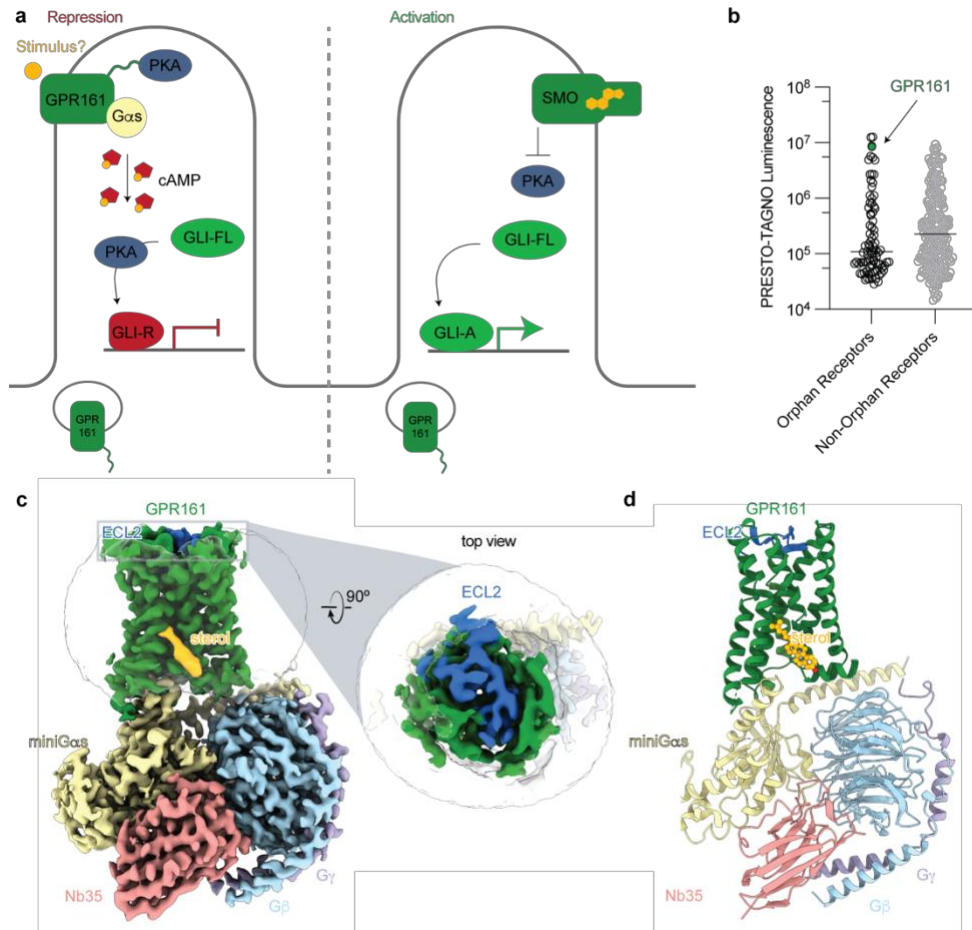 a
Repression
Activation
Stimulus?
PKA
GPR161
Gαs
cAMP
PKA
GLI-FL
GLI-R
GPR
161
SMO
PKA
GLI-FL
GLI-A
GPR
161
b
GPR161
PRESTO-TAGNO Luminescence
10⁸
10⁷
10⁶
10⁵
10⁴
Orphan Receptors
Non-Orphan Receptors
c
GPR161
ECL2
sterol
miniGαs
Nb35
Gβ
Gγ
90º
top view
ECL2
d
GPR161
ECL2
sterol
miniGαs
Nb35
Gβ
Gγ